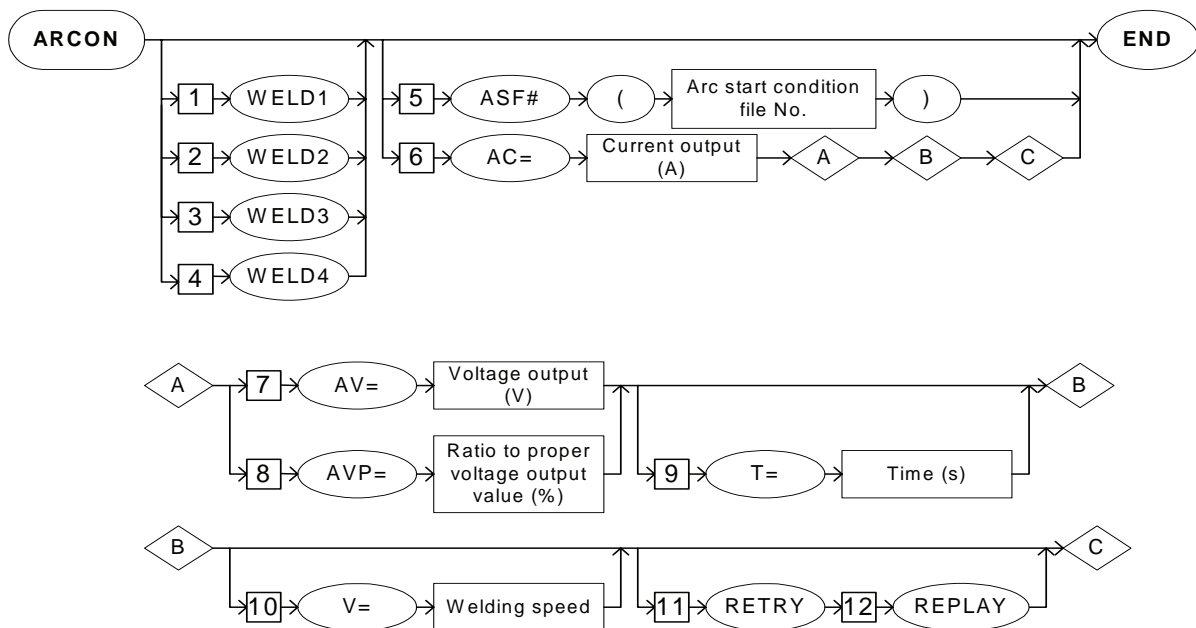 ARCON
END
1 WELD1
2 WELD2
3 WELD3
4 WELD4
5 ASF# ( Arc start condition
file No. )
6 AC= Current output
(A) A B C
A 7 AV= Voltage output
(V)
8 AVP= Ratio to proper
voltage output
value (%)
9 T= Time (s)
B
B
10 V= Welding speed
11 RETRY 12 REPLAY
C